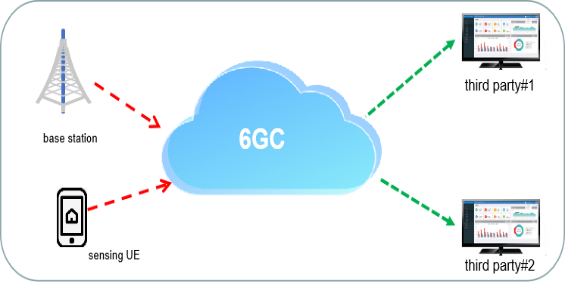 base station
sensing UE
6GC
third party#1
third party#2